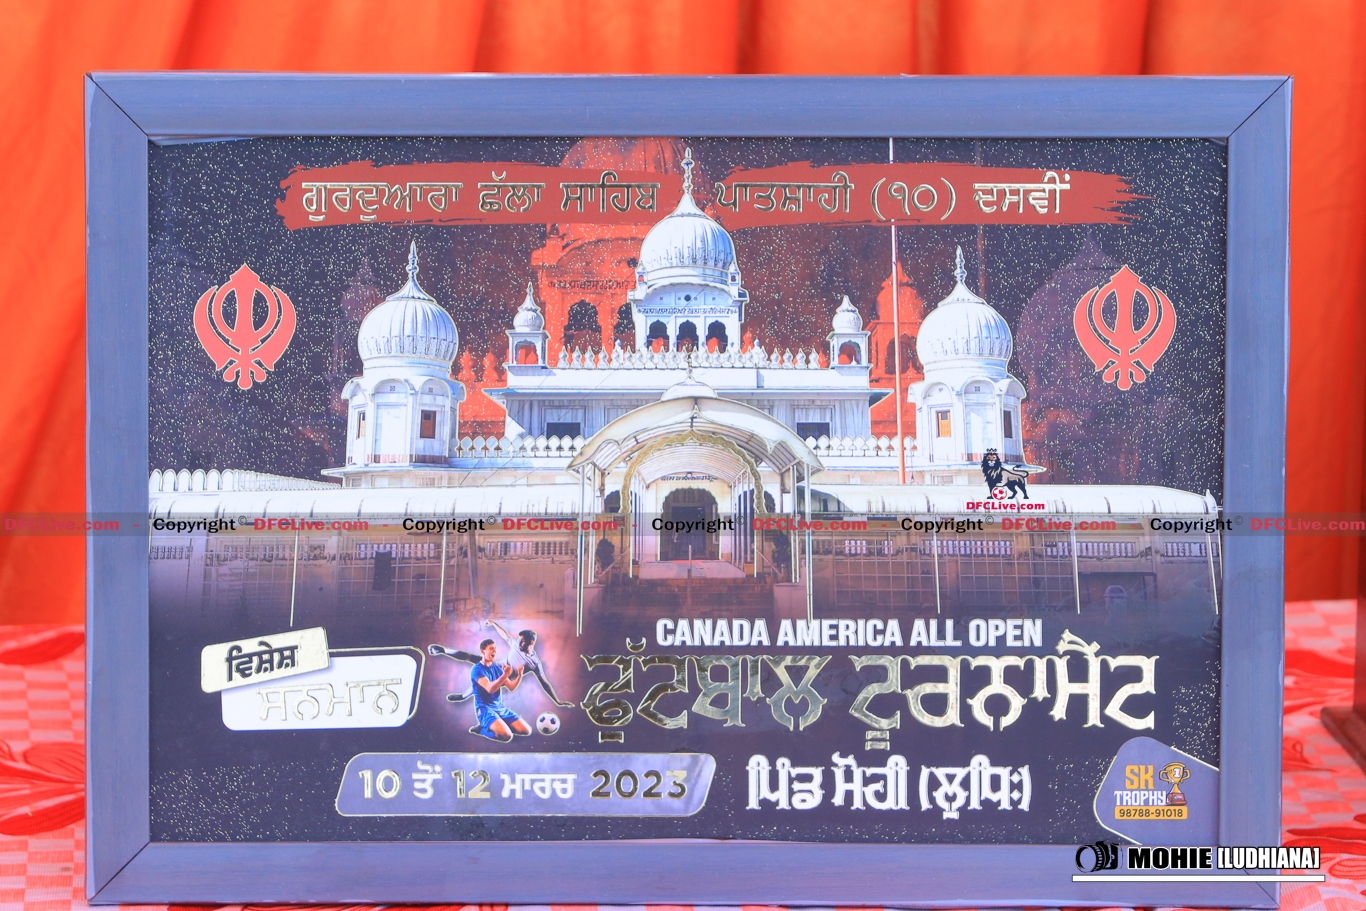 ਗੁਰਦੁਆਰਾ ਛੱਲਾ ਸਾਹਿਬ ਪਾਤਸ਼ਾਹੀ (੧੦) ਦਸਵੀਂ
DFCLive.com
DFCLive.com - Copyright© DFCLive.com - Copyright© DFCLive.com - Copyright© DFCLive.com - Copyright© DFCLive.com - Copyright© DFCLive.com
CANADA AMERICA ALL OPEN
ਵਿਸ਼ੇਸ਼
ਸਨਮਾਨ
ਫੁੱਟਬਾਲ ਟੂਰਨਾਮੈਂਟ
10 ਤੋਂ 12 ਮਾਰਚ 2023
ਪਿੰਡ ਮੋਹੀ (ਲੁਧਿ:)
SK
TROPHY
98788-91018
MOHIE [LUDHIANA]